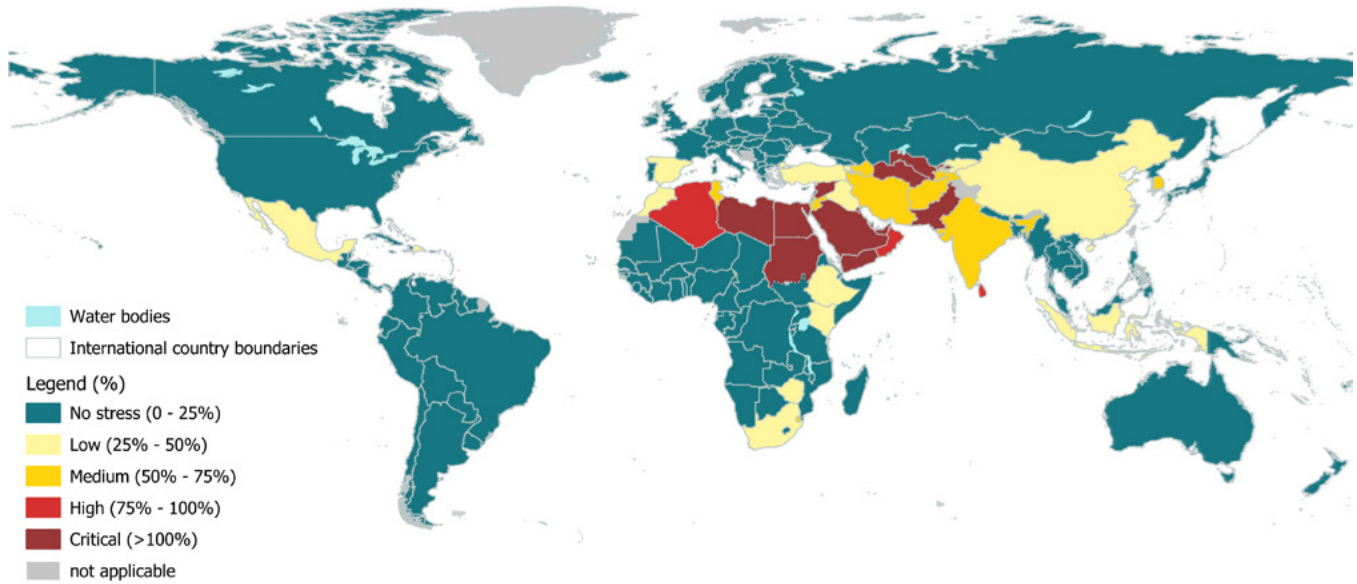 Water bodies
International country boundaries
Legend (%)
No stress (0 - 25%)
Low (25% - 50%)
Medium (50% - 75%)
High (75% - 100%)
Critical (>100%)
not applicable